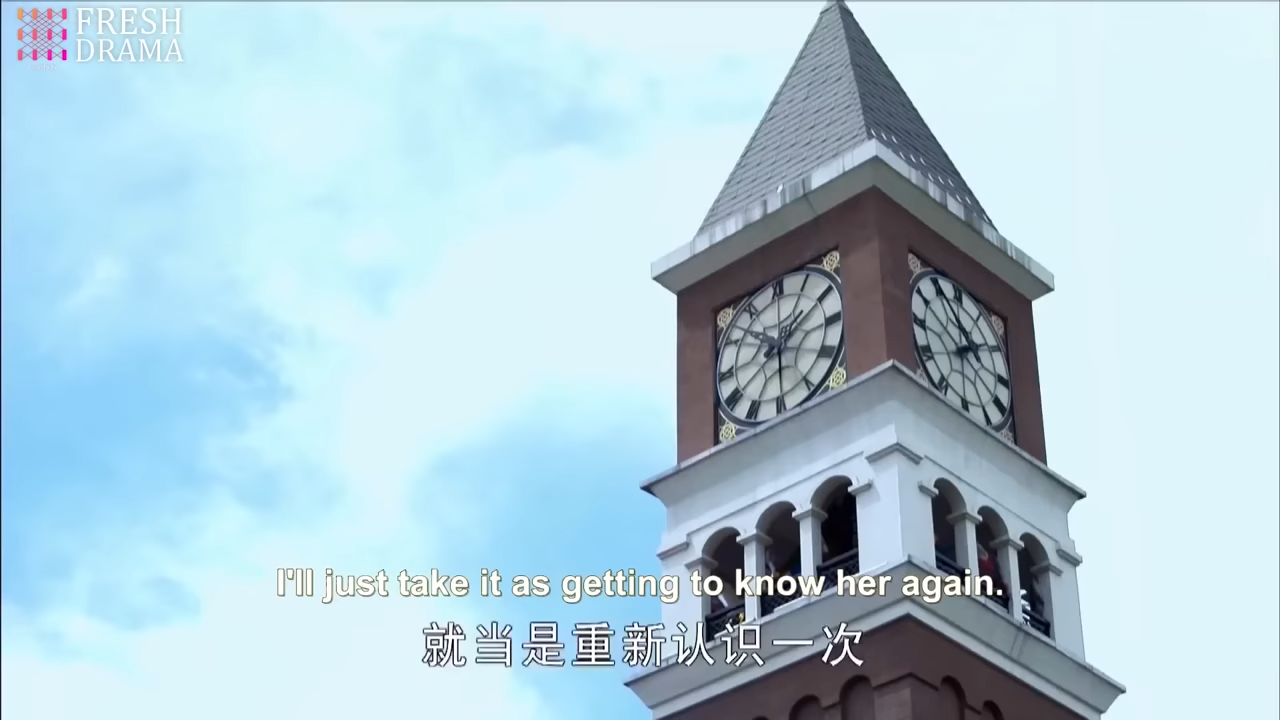 FRESH
DRAMA
I'll just take it as getting to know her again.
就当是重新认识一次